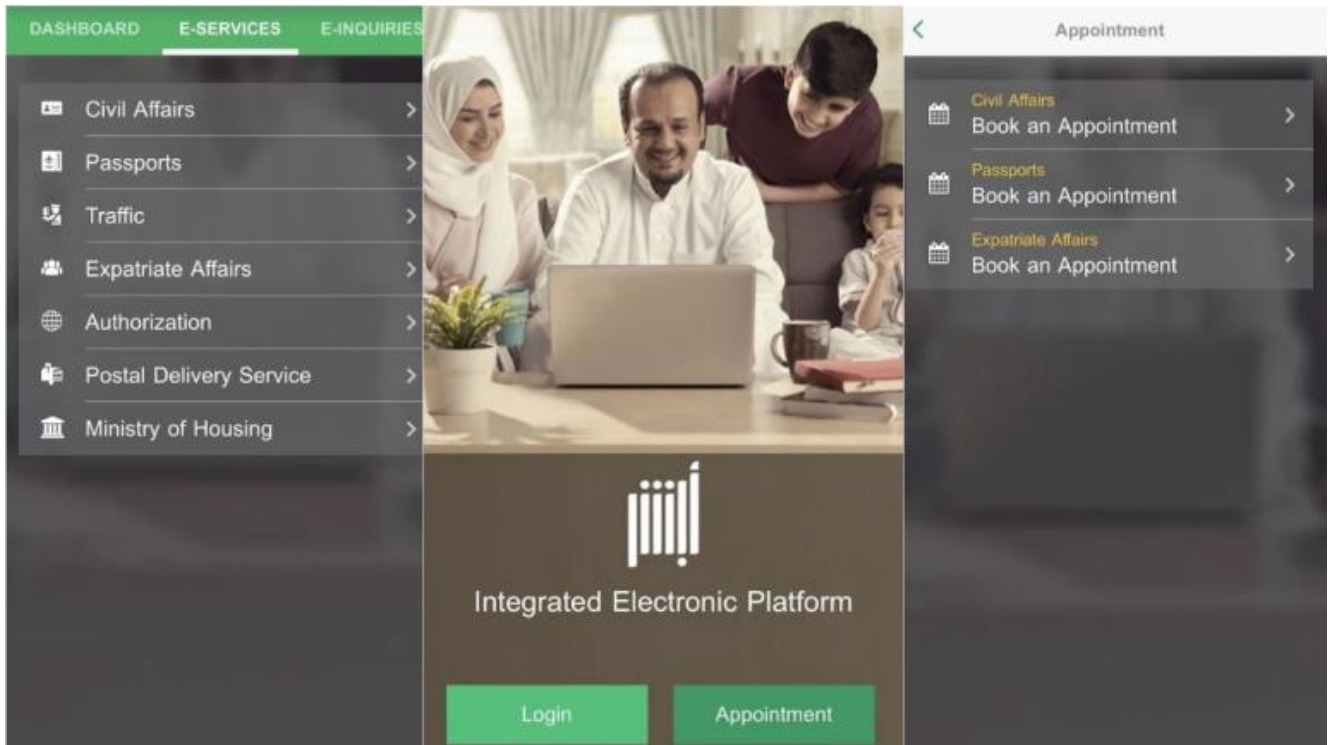 DASHBOARD E-SERVICES E-INQUIRIES
Civil Affairs
Passports
Traffic
Expatriate Affairs
Authorization
Postal Delivery Service
Ministry of Housing
أبشر
Integrated Electronic Platform
Login Appointment
Appointment
Civil Affairs
Book an Appointment
Passports
Book an Appointment
Expatriate Affairs
Book an Appointment